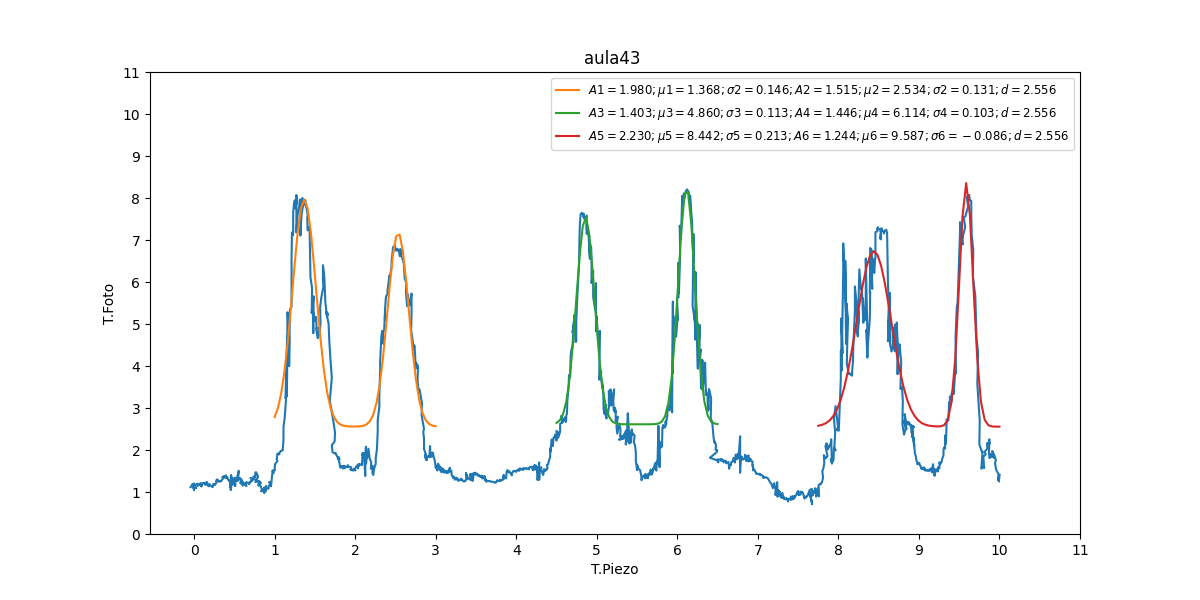 aula43
A1 = 1.980; μ1 = 1.368; σ2 = 0.146; A2 = 1.515; μ2 = 2.534; σ2 = 0.131; d = 2.556
A3 = 1.403; μ3 = 4.860; σ3 = 0.113; A4 = 1.446; μ4 = 6.114; σ4 = 0.103; d = 2.556
A5 = 2.230; μ5 = 8.442; σ5 = 0.213; A6 = 1.244; μ6 = 9.587; σ6 = −0.086; d = 2.556
11
10
9
8
7
6
5
4
3
2
1
0
T.Foto
0 1 2 3 4 5 6 7 8 9 10 11
T.Piezo